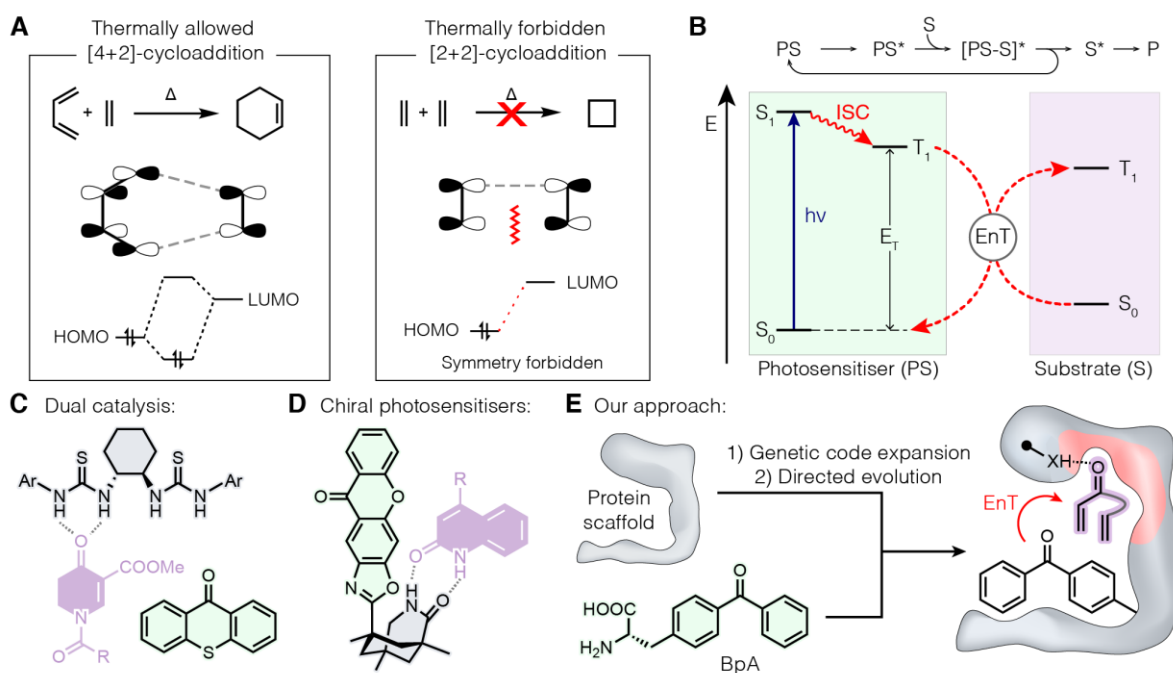 A
Thermally allowed
[4+2]-cycloaddition
+
Δ
HOMO
LUMO
Thermally forbidden
[2+2]-cycloaddition
+
Δ
X
HOMO
LUMO
Symmetry forbidden
B
S
PS
PS*
[PS-S]*
S*
P
E
S₁
ISC
T₁
hν
E_T
S₀
EnT
T₁
S₀
Photosensitiser (PS)
Substrate (S)
C Dual catalysis:
S
S
Ar
N
H
N
H
N
H
N
H
Ar
O
COOMe
N
O
R
O
S
D Chiral photosensitisers:
O
O
R
N
O
O
N
H
H
N
O
E Our approach:
Protein
scaffold
1) Genetic code expansion
2) Directed evolution
HOOC
H₂N
O
BpA
XH
O
EnT
O